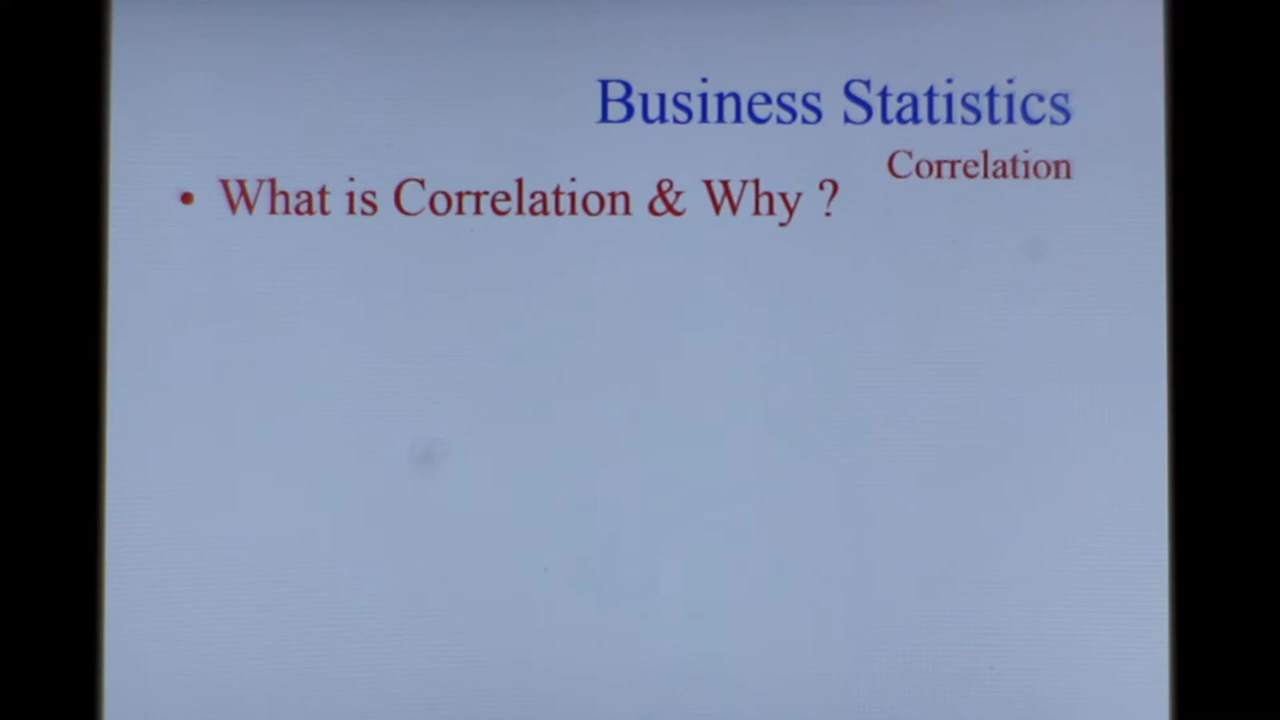 Business Statistics
Correlation
• What is Correlation & Why ?